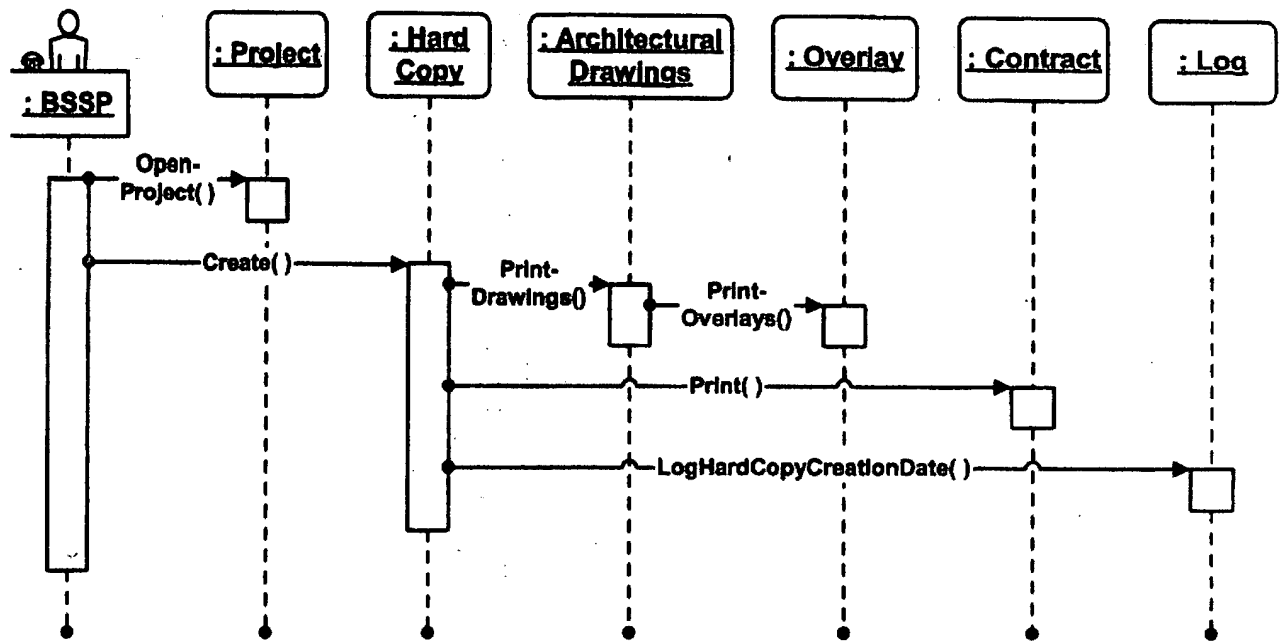 : Project
: Hard
Copy
: Architectural
Drawings
: Overlay
: Contract
: Log
: BSSP
Open-
Project( )
Create( )
Print-
Drawings()
Print-
Overlays()
Print( )
LogHardCopyCreationDate( )